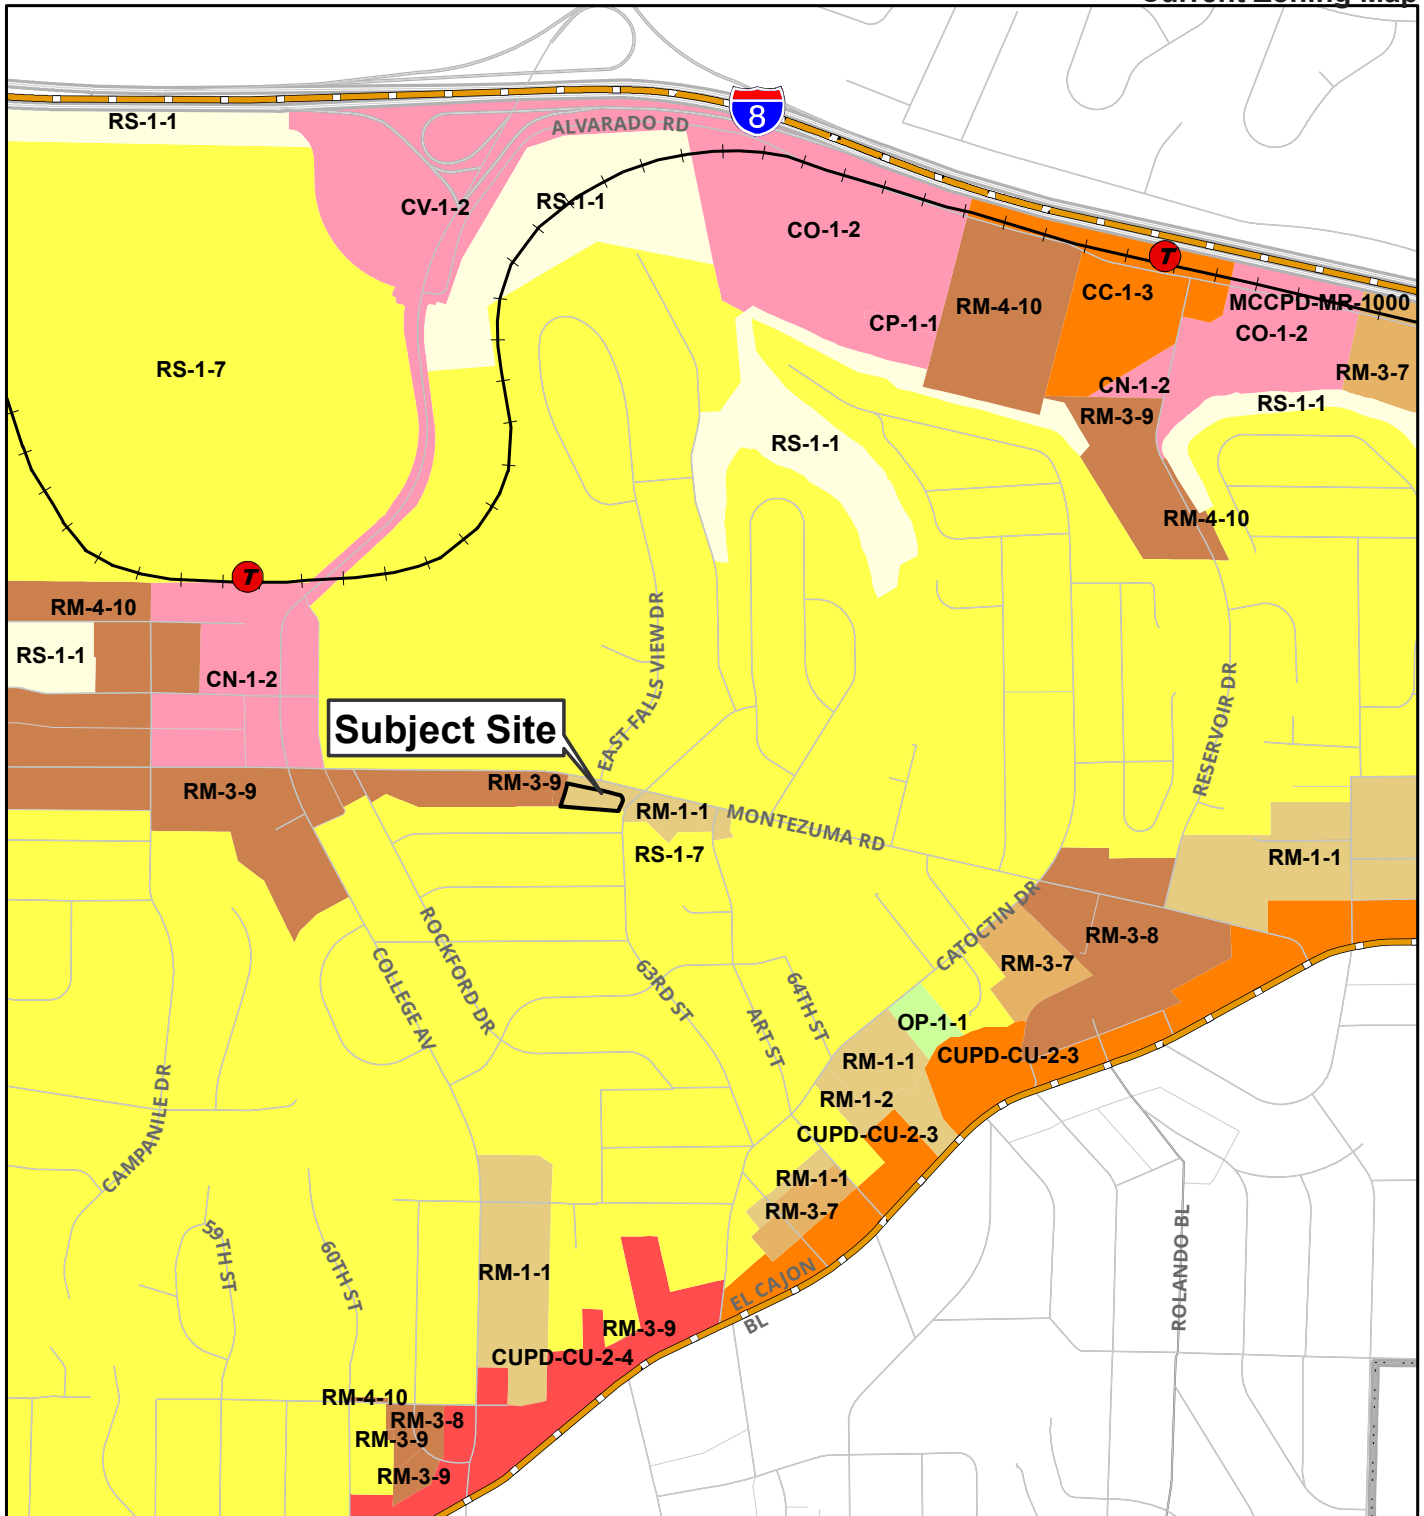 Current Zoning Map
RS-1-1
ALVARADO RD
8
CV-1-2
RS-1-1
CO-1-2
T
RM-4-10
CC-1-3
MCCPD-MR-1000
CP-1-1
CO-1-2
RS-1-7
CN-1-2
RM-3-7
RS-1-1
RM-3-9
RS-1-1
RM-4-10
T
RM-4-10
RS-1-1
CN-1-2
EAST FALLS VIEW DR
RESERVOIR DR
Subject Site
RM-3-9
RM-3-9
RM-1-1
MONTEZUMA RD
RS-1-7
RM-1-1
CATOCTIN DR
ROCKFORD DR
COLLEGE AV
RM-3-8
RM-3-7
63RD ST
64TH ST
ART ST
OP-1-1
RM-1-1
CUPD-CU-2-3
CAMPANILE DR
RM-1-2
CUPD-CU-2-3
RM-1-1
RM-3-7
59TH ST
60TH ST
RM-1-1
EL CAJON
BL
ROLANDO BL
RM-3-9
CUPD-CU-2-4
RM-4-10
RM-3-8
RM-3-9
RM-3-9